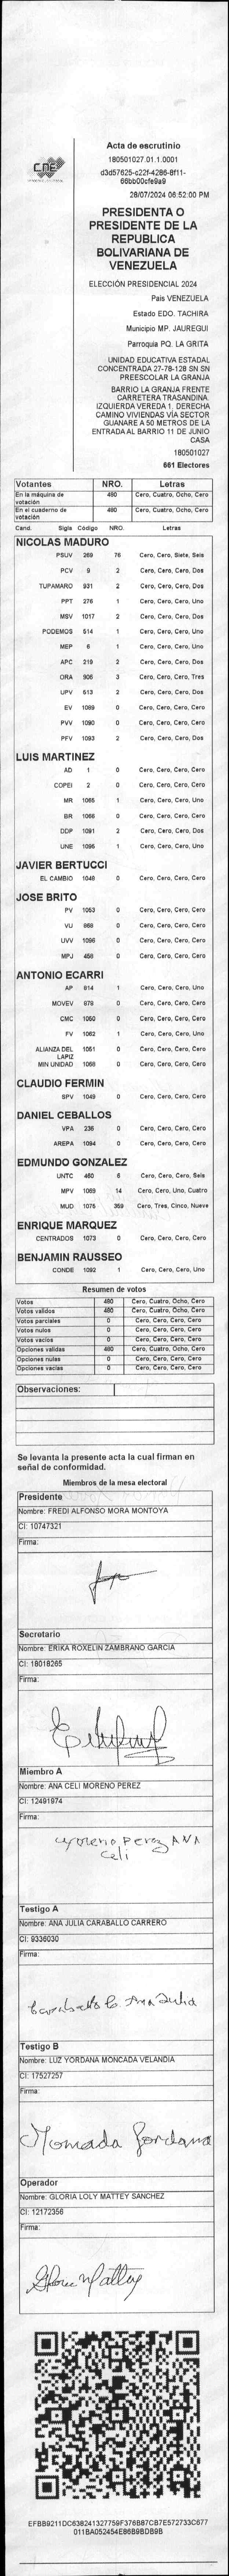 CNE
Acta de escrutinio
180501027.01.1.0001
d3d57625-c22f-4286-8f11-
66bb00cfe9a9
28/07/2024 06:52:00 PM
PRESIDENTA O
PRESIDENTE DE LA
REPUBLICA
BOLIVARIANA DE
VENEZUELA
ELECCIÓN PRESIDENCIAL 2024
Pais VENEZUELA
Estado EDO. TACHIRA
Municipio MP. JAUREGUI
Parroquia PQ. LA GRITA
UNIDAD EDUCATIVA ESTADAL
CONCENTRADA 27-78-128 SN SN
PREESCOLAR LA GRANJA
BARRIO LA GRANJA FRENTE
CARRETERA TRASANDINA.
IZQUIERDA VEREDA 1. DERECHA
CAMINO VIVIENDAS VÍA SECTOR
GUANARE A 50 METROS DE LA
ENTRADA AL BARRIO 11 DE JUNIO
CASA
180501027
661 Electores
Votantes NRO. Letras
En la máquina de votación 480 Cero, Cuatro, Ocho, Cero
En el cuaderno de votación 480 Cero, Cuatro, Ocho, Cero
Cand. Sigla Código NRO. Letras
NICOLAS MADURO
PSUV 269 76 Cero, Cero, Siete, Seis
PCV 9 2 Cero, Cero, Cero, Dos
TUPAMARO 931 2 Cero, Cero, Cero, Dos
PPT 276 1 Cero, Cero, Cero, Uno
MSV 1017 2 Cero, Cero, Cero, Dos
PODEMOS 514 1 Cero, Cero, Cero, Uno
MEP 6 1 Cero, Cero, Cero, Uno
APC 219 2 Cero, Cero, Cero, Dos
ORA 906 3 Cero, Cero, Cero, Tres
UPV 513 2 Cero, Cero, Cero, Dos
EV 1089 0 Cero, Cero, Cero, Cero
PVV 1090 0 Cero, Cero, Cero, Cero
PFV 1093 2 Cero, Cero, Cero, Dos
LUIS MARTINEZ
AD 1 0 Cero, Cero, Cero, Cero
COPEI 2 0 Cero, Cero, Cero, Cero
MR 1065 1 Cero, Cero, Cero, Uno
BR 1066 0 Cero, Cero, Cero, Cero
DDP 1091 2 Cero, Cero, Cero, Dos
UNE 1095 1 Cero, Cero, Cero, Uno
JAVIER BERTUCCI
EL CAMBIO 1048 0 Cero, Cero, Cero, Cero
JOSE BRITO
PV 1053 0 Cero, Cero, Cero, Cero
VU 868 0 Cero, Cero, Cero, Cero
UVV 1096 0 Cero, Cero, Cero, Cero
MPJ 458 0 Cero, Cero, Cero, Cero
ANTONIO ECARRI
AP 814 1 Cero, Cero, Cero, Uno
MOVEV 878 0 Cero, Cero, Cero, Cero
CMC 1050 0 Cero, Cero, Cero, Cero
FV 1062 1 Cero, Cero, Cero, Uno
ALIANZA DEL LAPIZ 1051 0 Cero, Cero, Cero, Cero
MIN UNIDAD 1068 0 Cero, Cero, Cero, Cero
CLAUDIO FERMIN
SPV 1049 0 Cero, Cero, Cero, Cero
DANIEL CEBALLOS
VPA 236 0 Cero, Cero, Cero, Cero
AREPA 1094 0 Cero, Cero, Cero, Cero
EDMUNDO GONZALEZ
UNTC 460 6 Cero, Cero, Cero, Seis
MPV 1069 14 Cero, Cero, Uno, Cuatro
MUD 1075 359 Cero, Tres, Cinco, Nueve
ENRIQUE MARQUEZ
CENTRADOS 1073 0 Cero, Cero, Cero, Cero
BENJAMIN RAUSSEO
CONDE 1092 1 Cero, Cero, Cero, Uno
Resumen de votos
Votos 480 Cero, Cuatro, Ocho, Cero
Votos validos 480 Cero, Cuatro, Ocho, Cero
Votos parciales 0 Cero, Cero, Cero, Cero
Votos nulos 0 Cero, Cero, Cero, Cero
Votos vacios 0 Cero, Cero, Cero, Cero
Opciones validas 480 Cero, Cuatro, Ocho, Cero
Opciones nulas 0 Cero, Cero, Cero, Cero
Opciones vacias 0 Cero, Cero, Cero, Cero
Observaciones:
Se levanta la presente acta la cual firman en
señal de conformidad.
Miembros de la mesa electoral
Presidente
Nombre: FREDI ALFONSO MORA MONTOYA
CI: 10747321
Firma:
Secretario
Nombre: ERIKA ROXELIN ZAMBRANO GARCIA
CI: 18018265
Firma:
Miembro A
Nombre: ANA CELI MORENO PEREZ
CI: 12491974
Firma:
Moreno Perez ANA
Celi
Testigo A
Nombre: ANA JULIA CARABALLO CARRERO
CI: 9336030
Firma:
Caraballo C. Ana Julia
Testigo B
Nombre: LUZ YORDANA MONCADA VELANDIA
CI: 17527257
Firma:
Moncada Yordana
Operador
Nombre: GLORIA LOLY MATTEY SANCHEZ
CI: 12172356
Firma:
Gloria Mattey
EFBB9211DC638241327759F376B87CB7E572733C677
011BA052454E86B9BDB9B